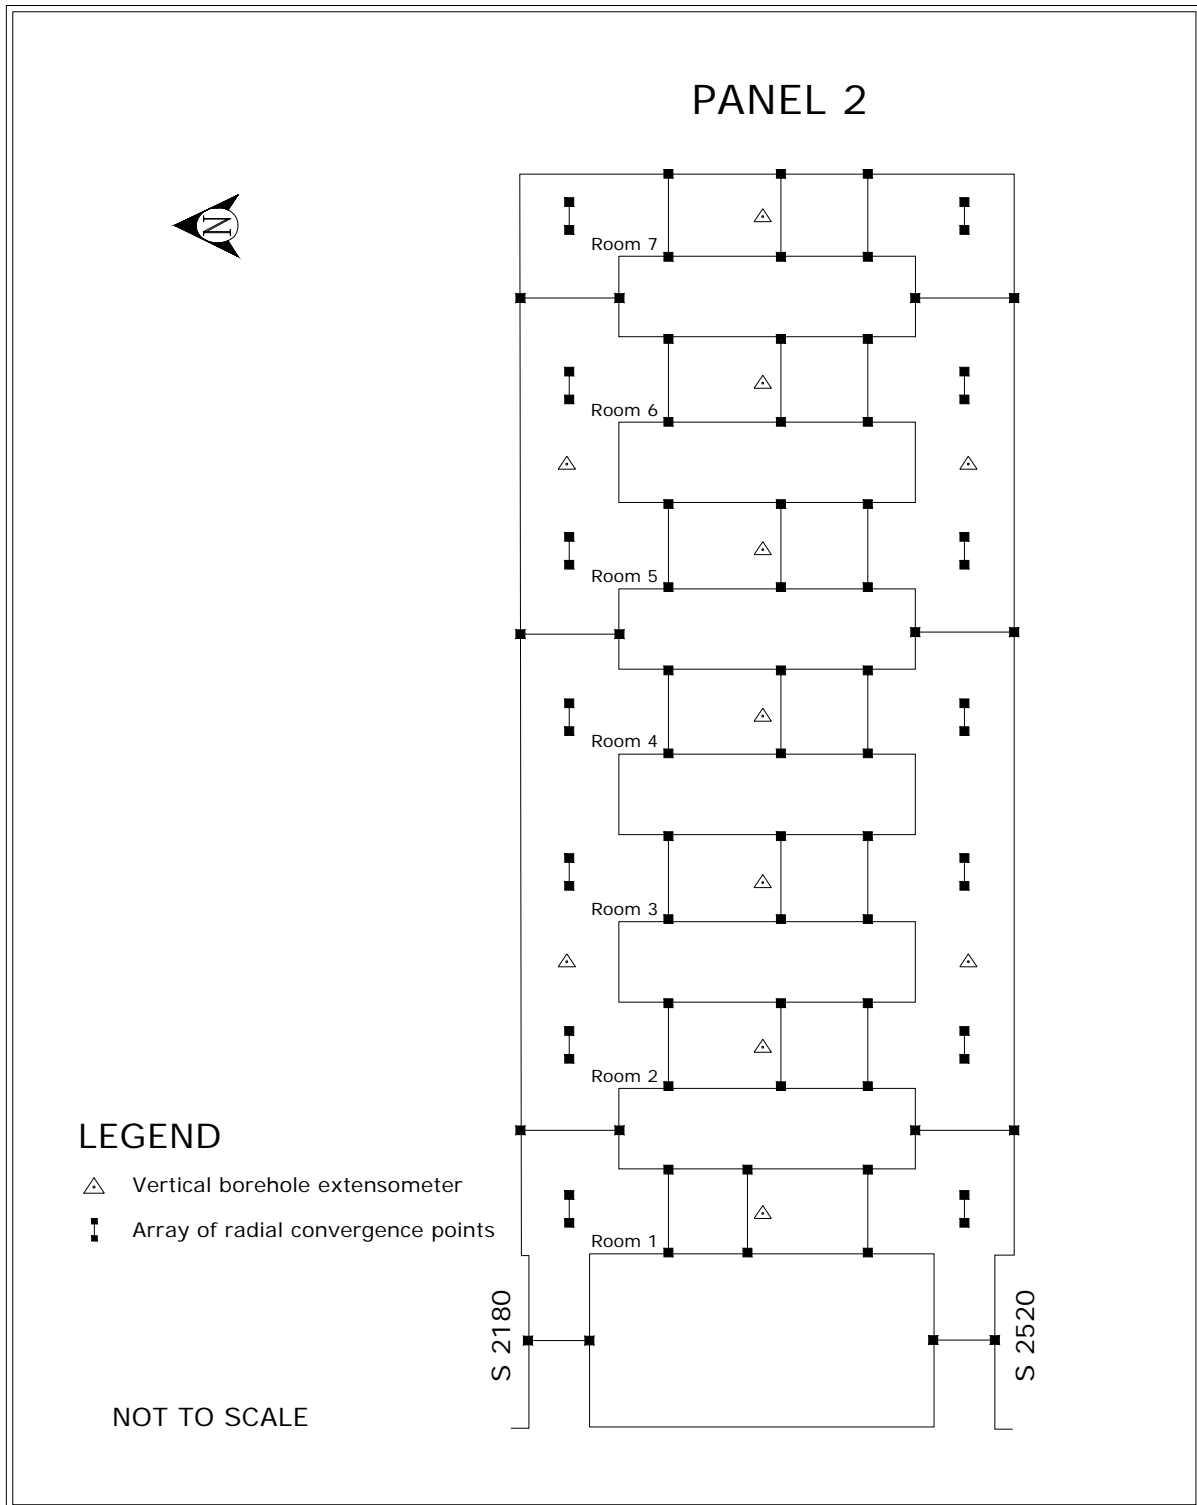 PANEL 2
N
Room 7
Room 6
Room 5
Room 4
Room 3
Room 2
LEGEND
Vertical borehole extensometer
Array of radial convergence points
Room 1
S 2180
S 2520
NOT TO SCALE